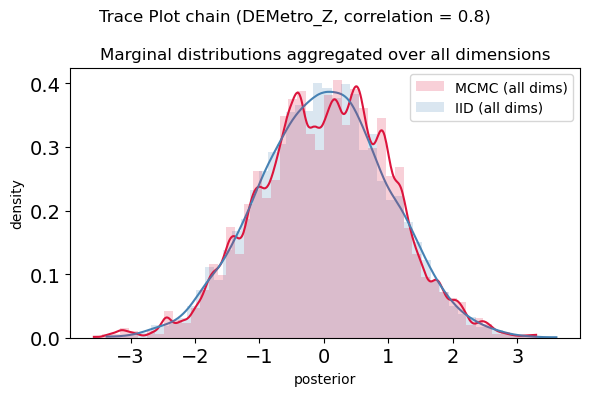 Trace Plot chain (DEMetro_Z, correlation = 0.8)
Marginal distributions aggregated over all dimensions
MCMC (all dims)
IID (all dims)
density
0.4
0.3
0.2
0.1
0.0
−3 −2 −1 0 1 2 3
posterior